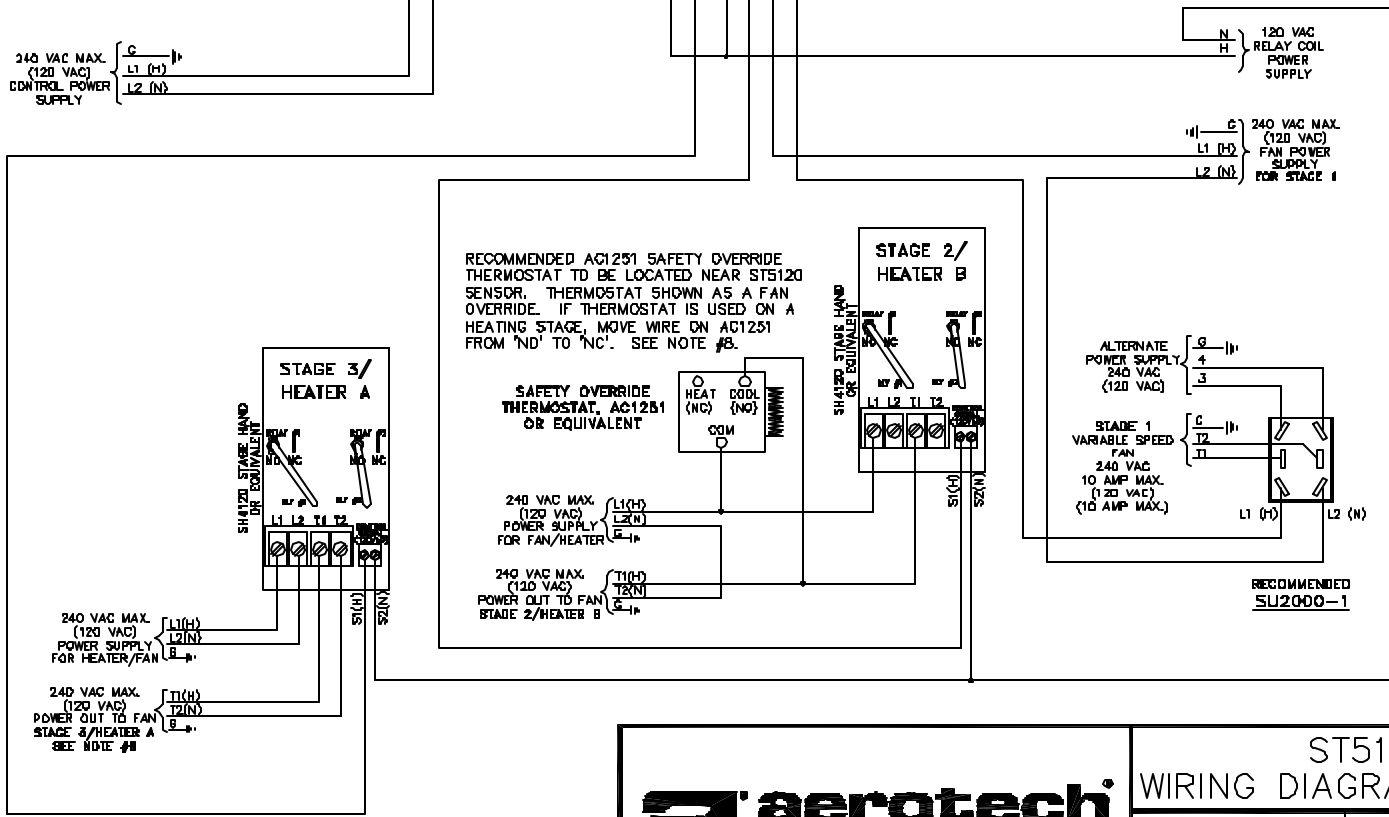 240 VAC MAX.
(120 VAC)
CONTROL POWER
SUPPLY
G
L1 (H)
L2 (N)
N
H
120 VAC
RELAY COIL
POWER
SUPPLY
G
L1 (H)
L2 (N)
240 VAC MAX.
(120 VAC)
FAN POWER
SUPPLY
FOR STAGE 1
RECOMMENDED AC1251 SAFETY OVERRIDE
THERMOSTAT TO BE LOCATED NEAR ST5120
SENSOR. THERMOSTAT SHOWN AS A FAN
OVERRIDE. IF THERMOSTAT IS USED ON A
HEATING STAGE, MOVE WIRE ON AC1251
FROM 'NO' TO 'NC'. SEE NOTE #8.
SAFETY OVERRIDE
THERMOSTAT, AC1251
OR EQUIVALENT
HEAT COOL
(NC) (NO)
COM
STAGE 2/
HEATER B
SH4120 STAGE HAND
OR EQUIVALENT
NO NC
NO NC
L1 L2 T1 T2
S1(H)
S2(N)
240 VAC MAX.
(120 VAC)
POWER SUPPLY
FOR FAN/HEATER
L1(H)
L2(N)
G
240 VAC MAX.
(120 VAC)
POWER OUT TO FAN
STAGE 2/HEATER B
T1(H)
T2(N)
G
STAGE 3/
HEATER A
SH4120 STAGE HAND
OR EQUIVALENT
NO NC
NO NC
L1 L2 T1 T2
S1(H)
S2(N)
240 VAC MAX.
(120 VAC)
POWER SUPPLY
FOR HEATER/FAN
L1(H)
L2(N)
G
240 VAC MAX.
(120 VAC)
POWER OUT TO FAN
STAGE 3/HEATER A
T1(H)
T2(N)
G
ALTERNATE
POWER SUPPLY
240 VAC
(120 VAC)
G
4
3
STAGE 1
VARIABLE SPEED
FAN
240 VAC
10 AMP MAX.
(120 VAC)
(10 AMP MAX.)
G
T2
T1
L1 (H)
L2 (N)
RECOMMENDED
SU2000-1
aerotech
ST51
WIRING DIAGRA